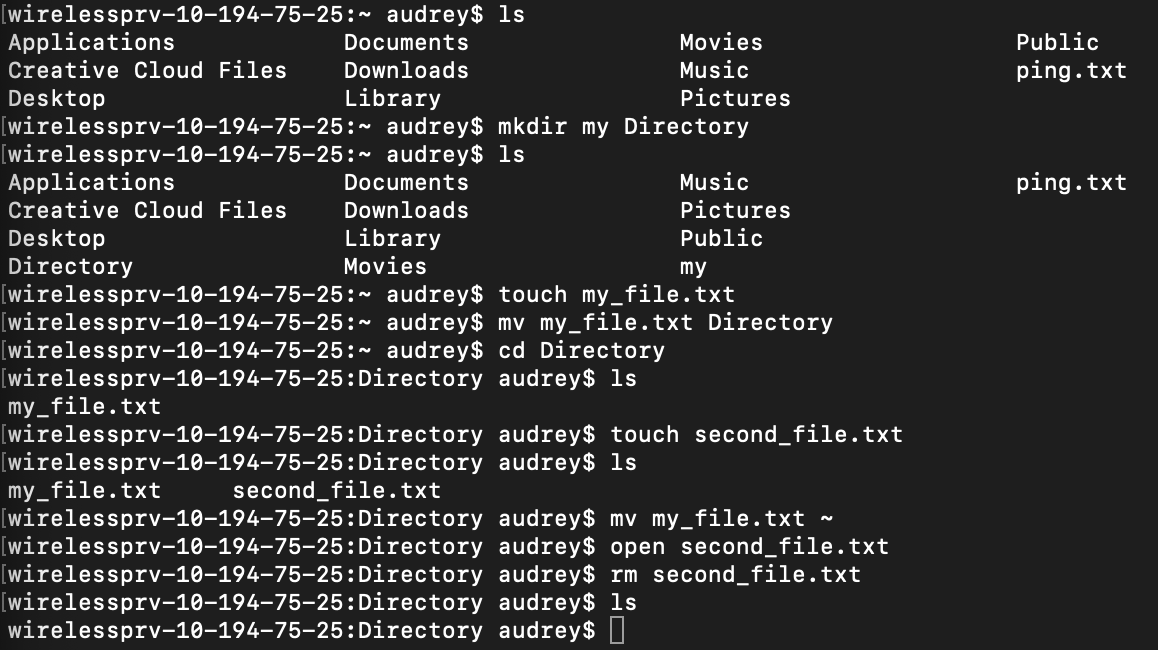 [wirelessprv-10-194-75-25:~ audrey$ ls
Applications Documents Movies Public
Creative Cloud Files Downloads Music ping.txt
Desktop Library Pictures
[wirelessprv-10-194-75-25:~ audrey$ mkdir my Directory
[wirelessprv-10-194-75-25:~ audrey$ ls
Applications Documents Music ping.txt
Creative Cloud Files Downloads Pictures
Desktop Library Public
Directory Movies my
[wirelessprv-10-194-75-25:~ audrey$ touch my_file.txt
[wirelessprv-10-194-75-25:~ audrey$ mv my_file.txt Directory
[wirelessprv-10-194-75-25:~ audrey$ cd Directory
[wirelessprv-10-194-75-25:Directory audrey$ ls
my_file.txt
[wirelessprv-10-194-75-25:Directory audrey$ touch second_file.txt
[wirelessprv-10-194-75-25:Directory audrey$ ls
my_file.txt second_file.txt
[wirelessprv-10-194-75-25:Directory audrey$ mv my_file.txt ~
[wirelessprv-10-194-75-25:Directory audrey$ open second_file.txt
[wirelessprv-10-194-75-25:Directory audrey$ rm second_file.txt
[wirelessprv-10-194-75-25:Directory audrey$ ls
wirelessprv-10-194-75-25:Directory audrey$